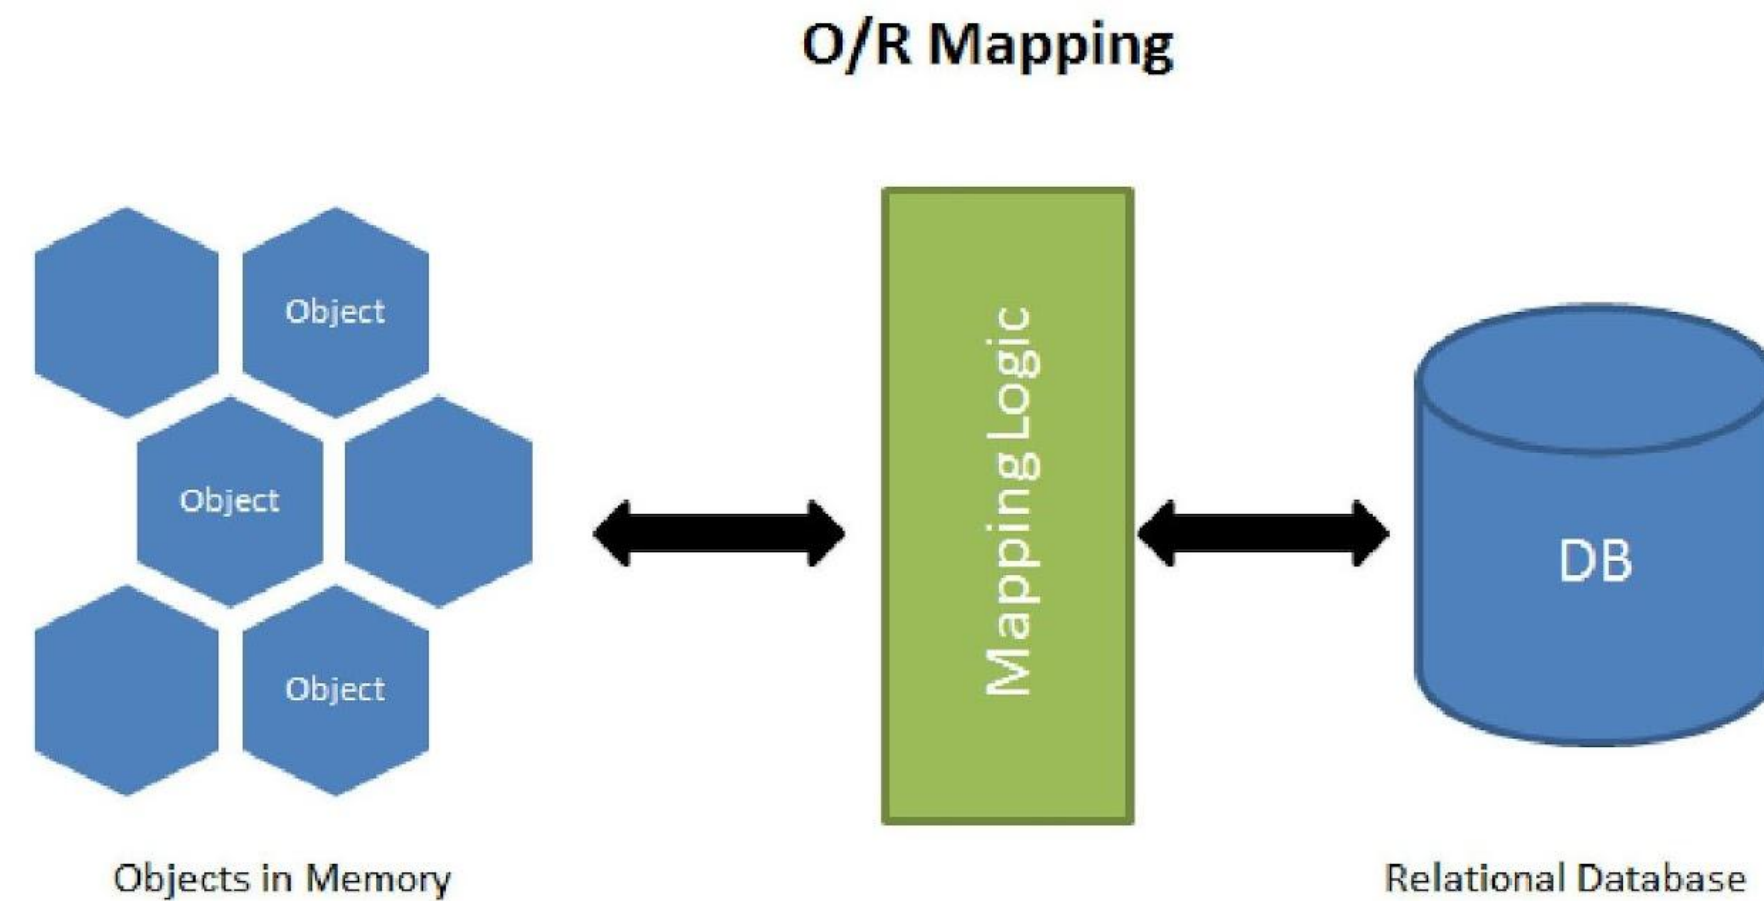 O/R Mapping
Object
Object
Object
Mapping Logic
DB
Objects in Memory
Relational Database